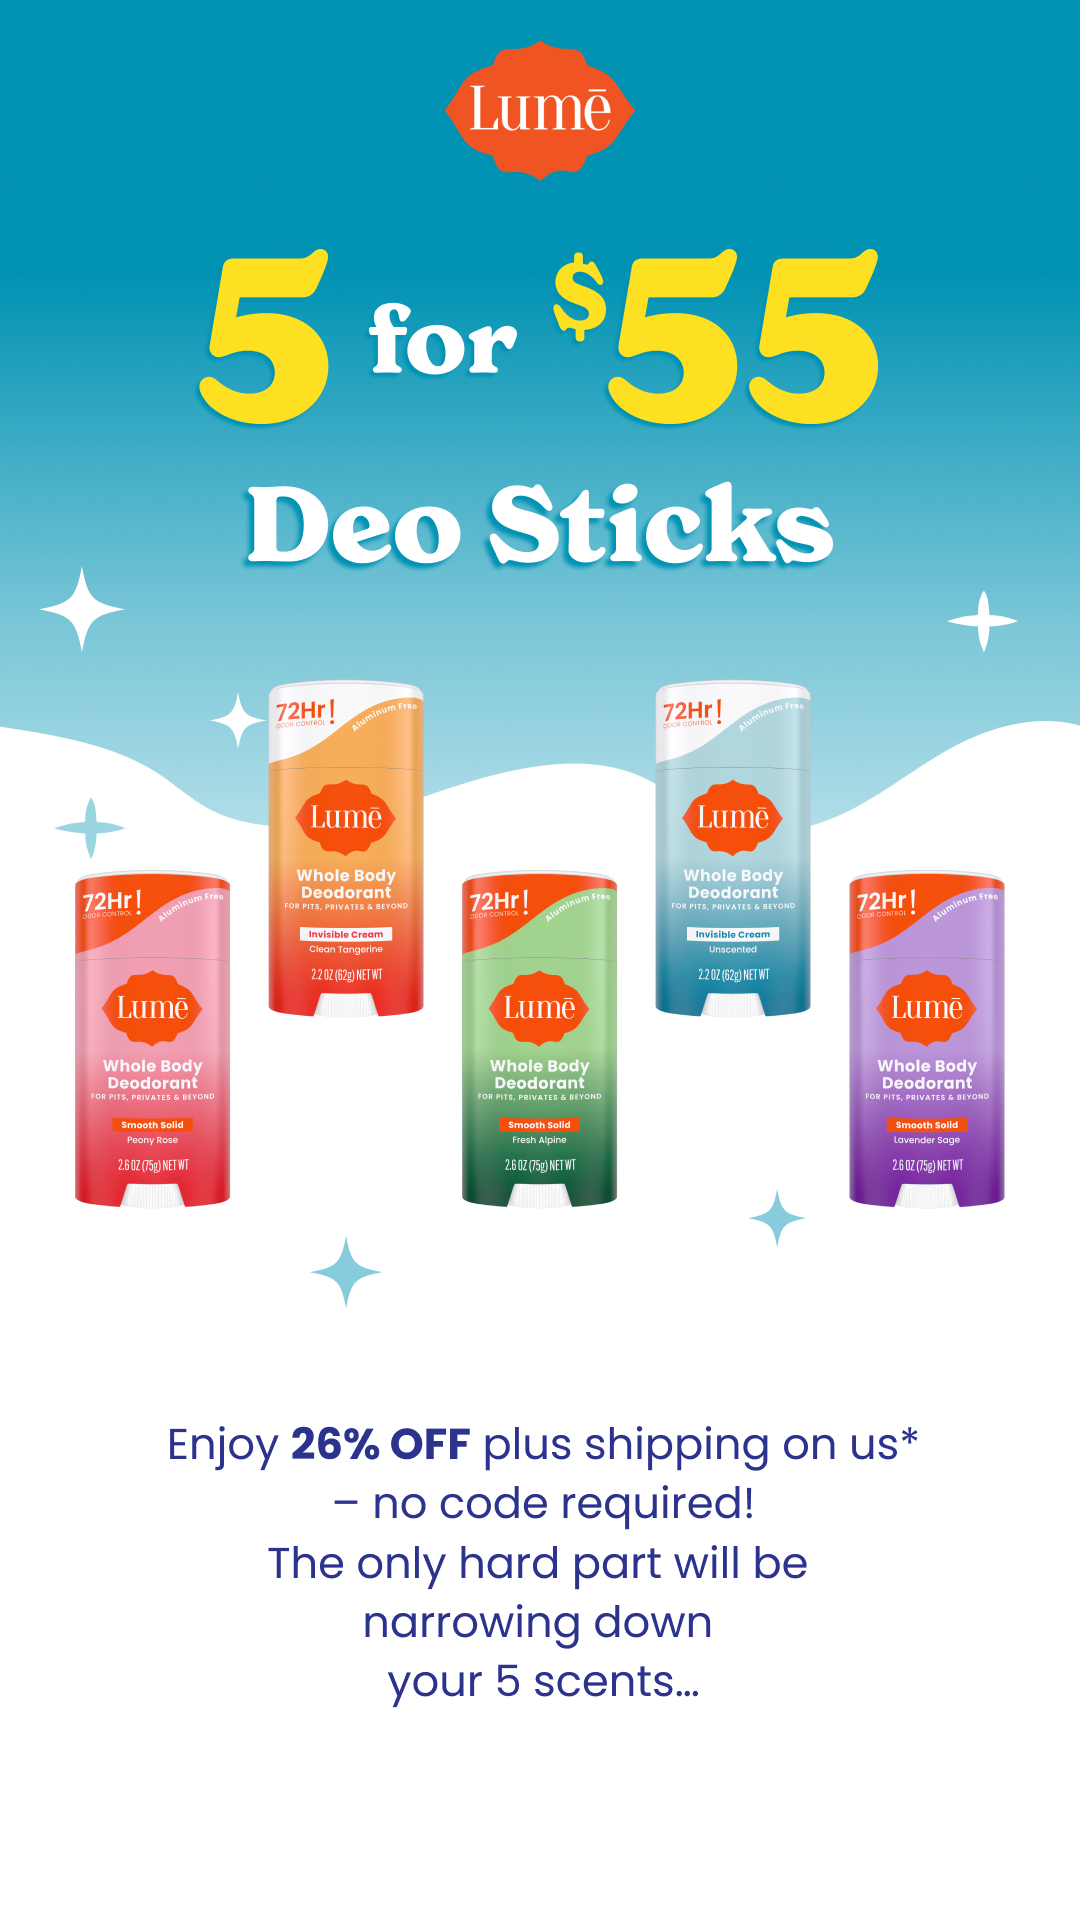 Lumē
5 for $55
Deo Sticks
72Hr!
ODOR CONTROL
Aluminum Free
Lumē
Whole Body
Deodorant
FOR PITS, PRIVATES & BEYOND
Invisible Cream
Clean Tangerine
2.2 OZ (62g) NET WT
72Hr!
ODOR CONTROL
Aluminum Free
Lumē
Whole Body
Deodorant
FOR PITS, PRIVATES & BEYOND
Invisible Cream
Unscented
2.2 OZ (62g) NET WT
72Hr!
ODOR CONTROL
Aluminum Free
Lumē
Whole Body
Deodorant
FOR PITS, PRIVATES & BEYOND
Smooth Solid
Peony Rose
2.6 OZ (75g) NET WT
72Hr!
ODOR CONTROL
Aluminum Free
Lumē
Whole Body
Deodorant
FOR PITS, PRIVATES & BEYOND
Smooth Solid
Fresh Alpine
2.6 OZ (75g) NET WT
72Hr!
ODOR CONTROL
Aluminum Free
Lumē
Whole Body
Deodorant
FOR PITS, PRIVATES & BEYOND
Smooth Solid
Lavender Sage
2.6 OZ (75g) NET WT
Enjoy 26% OFF plus shipping on us*
– no code required!
The only hard part will be
narrowing down
your 5 scents...